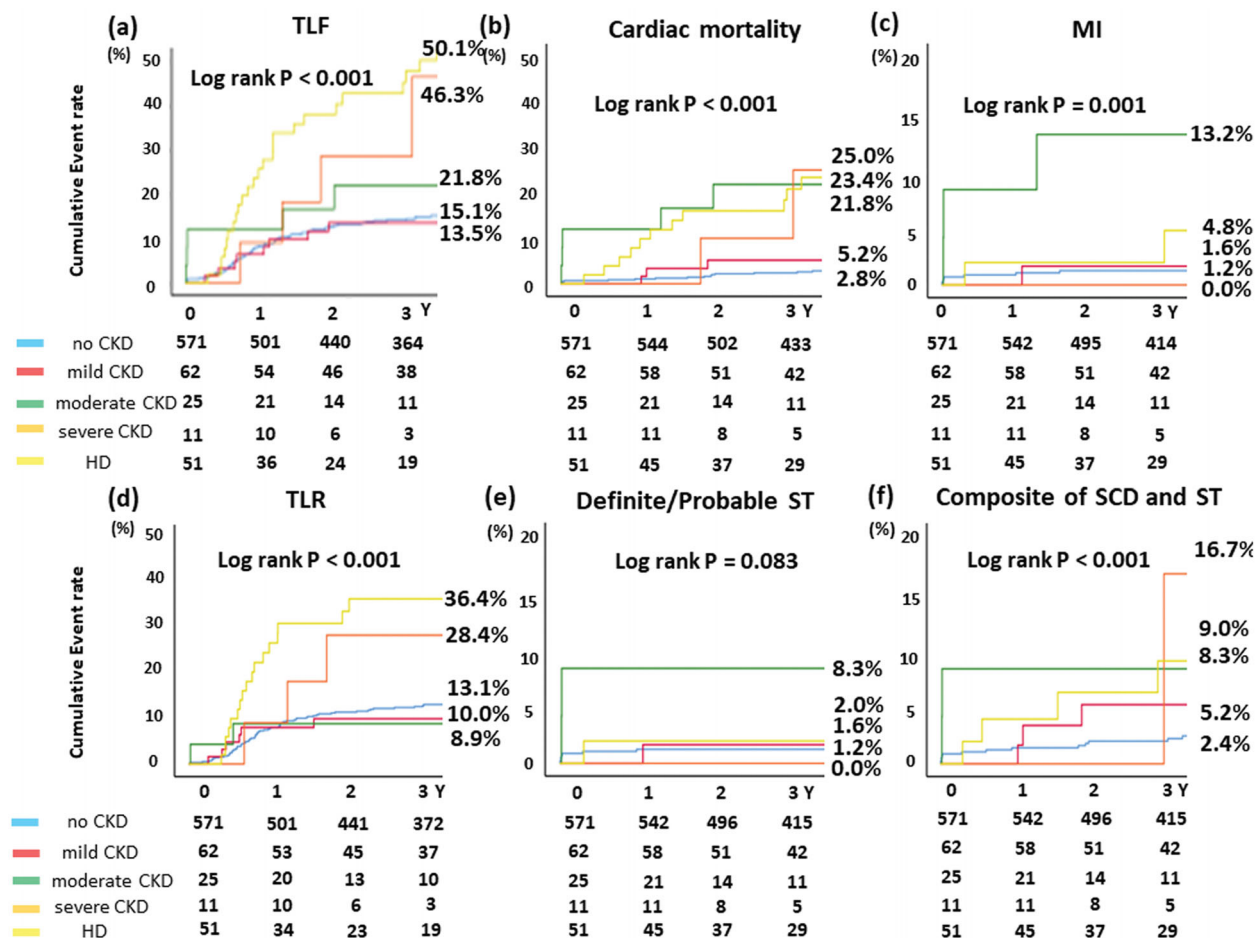 (a) TLF
(%)
50
40
30
20
10
0
Cumulative Event rate
Log rank P < 0.001
50.1%
46.3%
21.8%
15.1%
13.5%
0 1 2 3 Y
(b) Cardiac mortality
(%)
50
40
30
20
10
0
Log rank P < 0.001
25.0%
23.4%
21.8%
5.2%
2.8%
0 1 2 3 Y
(c) MI
(%)
20
15
10
5
0
Log rank P = 0.001
13.2%
4.8%
1.6%
1.2%
0.0%
0 1 2 3 Y
no CKD 571 501 440 364 571 544 502 433 571 542 495 414
mild CKD 62 54 46 38 62 58 51 42 62 58 51 42
moderate CKD 25 21 14 11 25 21 14 11 25 21 14 11
severe CKD 11 10 6 3 11 11 8 5 11 11 8 5
HD 51 36 24 19 51 45 37 29 51 45 37 29
(d) TLR
(%)
50
40
30
20
10
0
Cumulative Event rate
Log rank P < 0.001
36.4%
28.4%
13.1%
10.0%
8.9%
0 1 2 3 Y
(e) Definite/Probable ST
(%)
20
15
10
5
0
Log rank P = 0.083
8.3%
2.0%
1.6%
1.2%
0.0%
0 1 2 3 Y
(f) Composite of SCD and ST
(%)
20
15
10
5
0
Log rank P < 0.001
16.7%
9.0%
8.3%
5.2%
2.4%
0 1 2 3 Y
no CKD 571 501 441 372 571 542 496 415 571 542 496 415
mild CKD 62 53 45 37 62 58 51 42 62 58 51 42
moderate CKD 25 20 13 10 25 21 14 11 25 21 14 11
severe CKD 11 10 6 3 11 11 8 5 11 11 8 5
HD 51 34 23 19 51 45 37 29 51 45 37 29